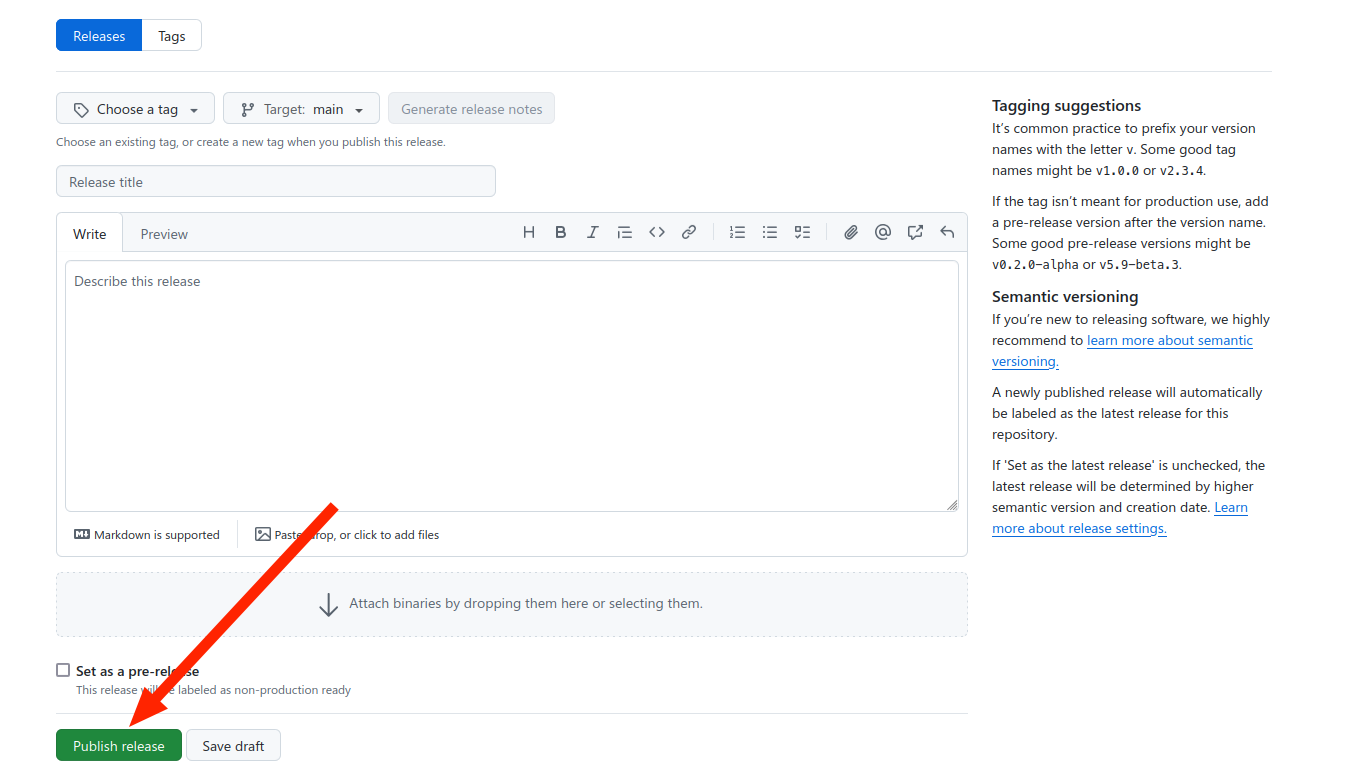 Releases Tags
Choose a tag Target: main Generate release notes
Choose an existing tag, or create a new tag when you publish this release.
Release title
Write Preview
Describe this release
Markdown is supported Paste, drop, or click to add files
Attach binaries by dropping them here or selecting them.
Set as a pre-release
This release will be labeled as non-production ready
Publish release Save draft
Tagging suggestions
It’s common practice to prefix your version
names with the letter v. Some good tag
names might be v1.0.0 or v2.3.4.
If the tag isn’t meant for production use, add
a pre-release version after the version name.
Some good pre-release versions might be
v0.2.0-alpha or v5.9-beta.3.
Semantic versioning
If you’re new to releasing software, we highly
recommend to learn more about semantic
versioning.
A newly published release will automatically
be labeled as the latest release for this
repository.
If 'Set as the latest release' is unchecked, the
latest release will be determined by higher
semantic version and creation date. Learn
more about release settings.